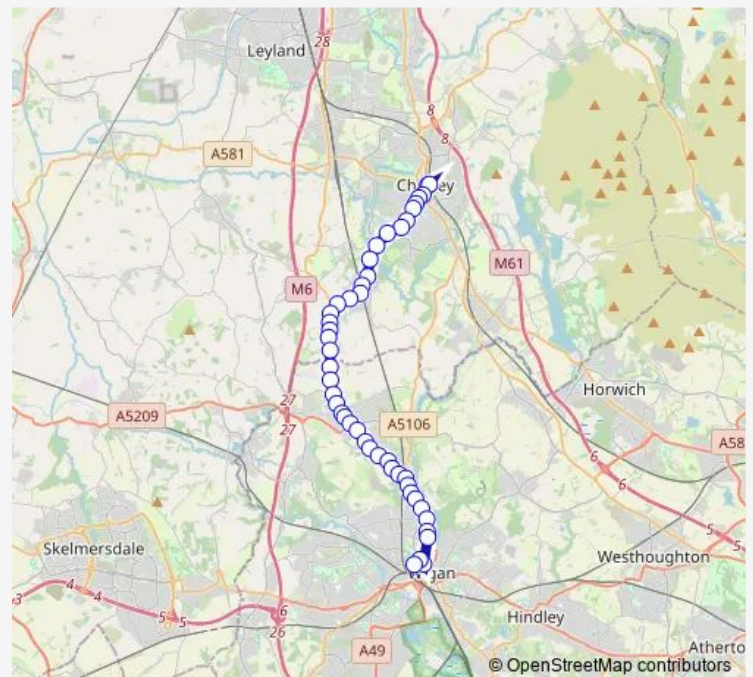 Leyland
28
8
8
A581
Chorley
M6
M61
Horwich
27
27
A5209
A5106
A58
6
6
5
5
Skelmersdale
Westhoughton
3
4
4
5
6
26
Wigan
Hindley
A49
Atherto
© OpenStreetMap contributors